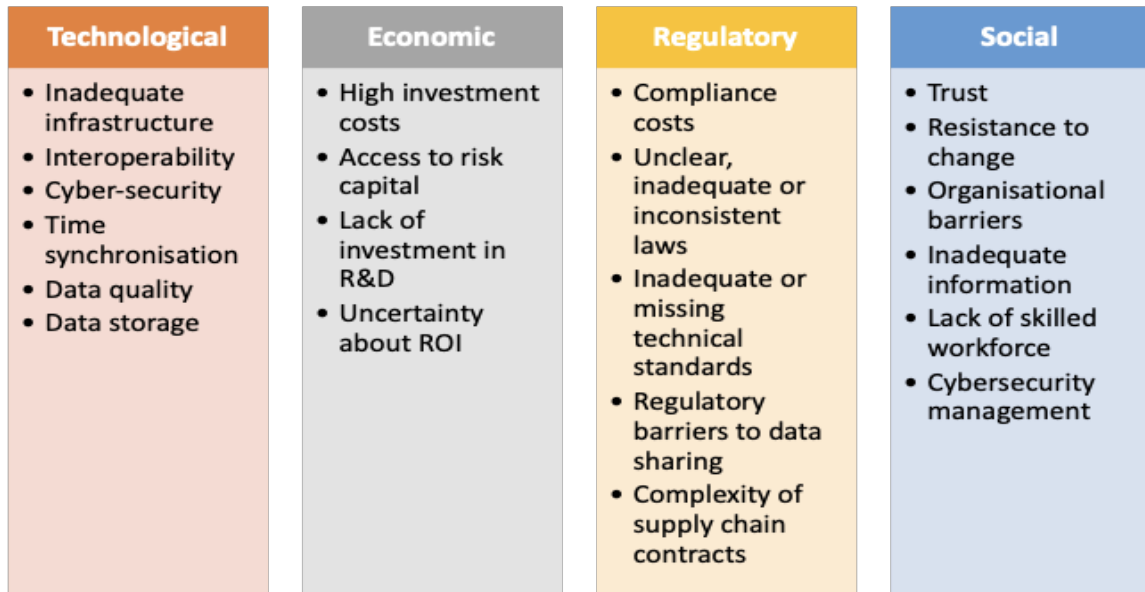 Technological
• Inadequate
infrastructure
• Interoperability
• Cyber-security
• Time
synchronisation
• Data quality
• Data storage
Economic
• High investment
costs
• Access to risk
capital
• Lack of
investment in
R&D
• Uncertainty
about ROI
Regulatory
• Compliance
costs
• Unclear,
inadequate or
inconsistent
laws
• Inadequate or
missing
technical
standards
• Regulatory
barriers to data
sharing
• Complexity of
supply chain
contracts
Social
• Trust
• Resistance to
change
• Organisational
barriers
• Inadequate
information
• Lack of skilled
workforce
• Cybersecurity
management